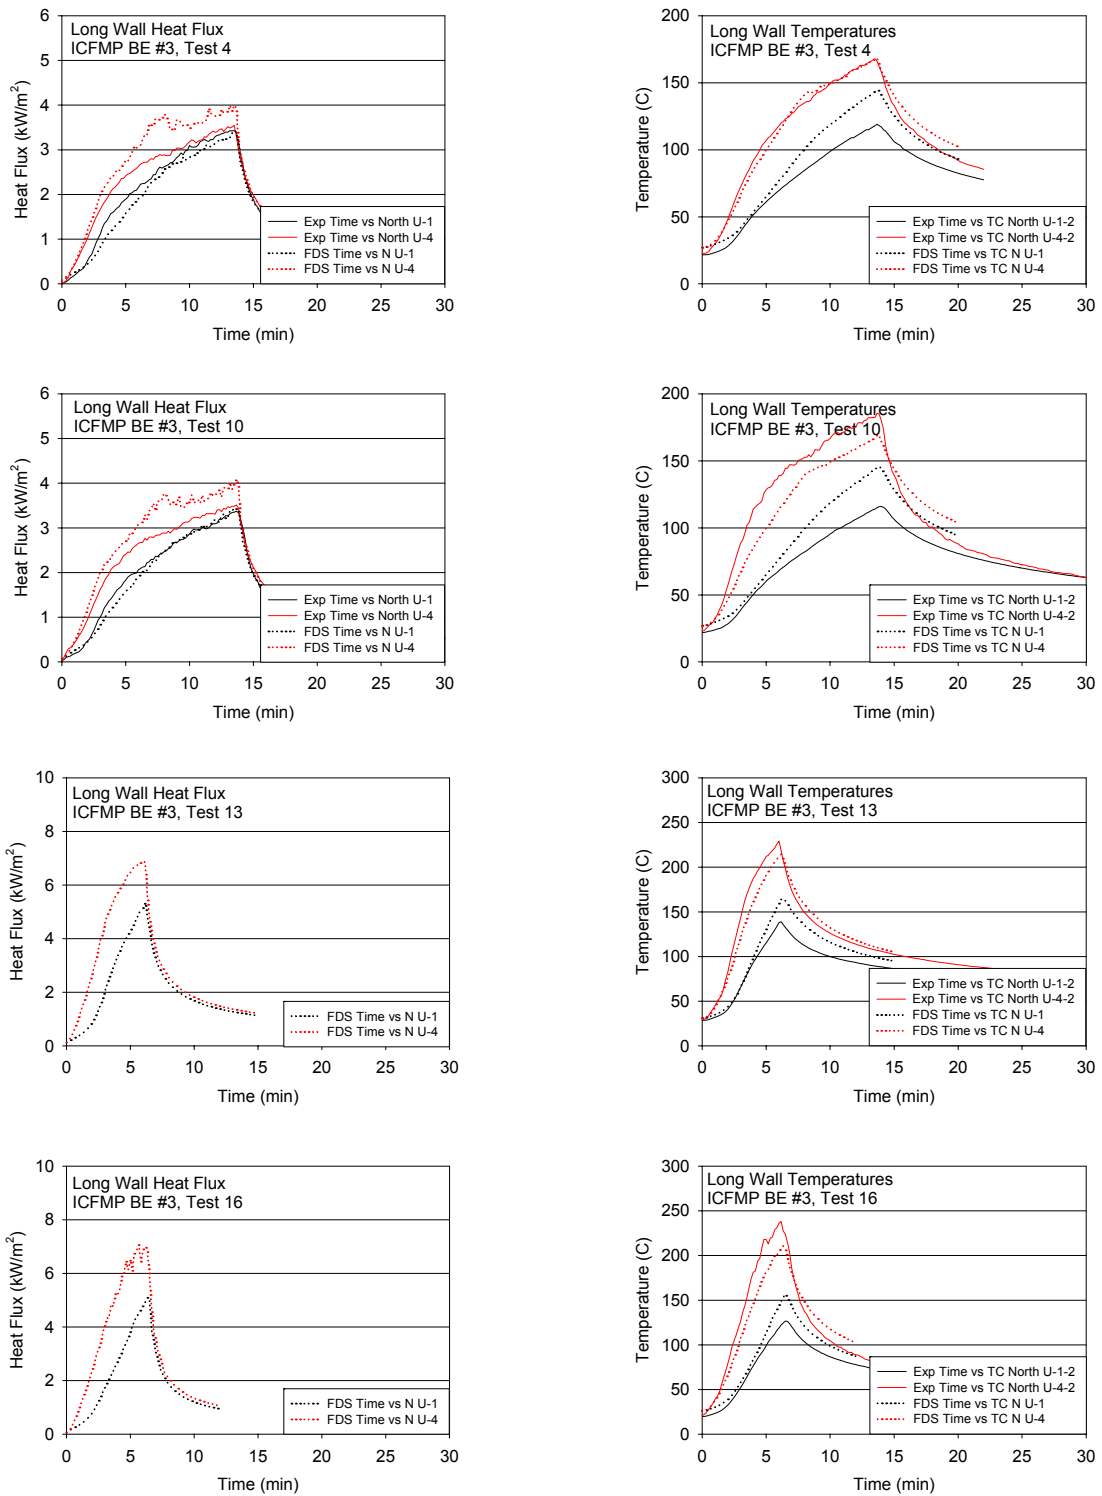 Long Wall Heat Flux
ICFMP BE #3, Test 4
Heat Flux (kW/m²)
6
5
4
3
2
1
0
Exp Time vs North U-1
Exp Time vs North U-4
FDS Time vs N U-1
FDS Time vs N U-4
0 5 10 15 20 25 30
Time (min)
Long Wall Temperatures
ICFMP BE #3, Test 4
Temperature (C)
200
150
100
50
0
Exp Time vs TC North U-1-2
Exp Time vs TC North U-4-2
FDS Time vs TC N U-1
FDS Time vs TC N U-4
0 5 10 15 20 25 30
Time (min)
Long Wall Heat Flux
ICFMP BE #3, Test 10
Heat Flux (kW/m²)
6
5
4
3
2
1
0
Exp Time vs North U-1
Exp Time vs North U-4
FDS Time vs N U-1
FDS Time vs N U-4
0 5 10 15 20 25 30
Time (min)
Long Wall Temperatures
ICFMP BE #3, Test 10
Temperature (C)
200
150
100
50
0
Exp Time vs TC North U-1-2
Exp Time vs TC North U-4-2
FDS Time vs TC N U-1
FDS Time vs TC N U-4
0 5 10 15 20 25 30
Time (min)
Long Wall Heat Flux
ICFMP BE #3, Test 13
Heat Flux (kW/m²)
10
8
6
4
2
0
FDS Time vs N U-1
FDS Time vs N U-4
0 5 10 15 20 25 30
Time (min)
Long Wall Temperatures
ICFMP BE #3, Test 13
Temperature (C)
300
250
200
150
100
50
0
Exp Time vs TC North U-1-2
Exp Time vs TC North U-4-2
FDS Time vs TC N U-1
FDS Time vs TC N U-4
0 5 10 15 20 25 30
Time (min)
Long Wall Heat Flux
ICFMP BE #3, Test 16
Heat Flux (kW/m²)
10
8
6
4
2
0
FDS Time vs N U-1
FDS Time vs N U-4
0 5 10 15 20 25 30
Time (min)
Long Wall Temperatures
ICFMP BE #3, Test 16
Temperature (C)
300
250
200
150
100
50
0
Exp Time vs TC North U-1-2
Exp Time vs TC North U-4-2
FDS Time vs TC N U-1
FDS Time vs TC N U-4
0 5 10 15 20 25 30
Time (min)